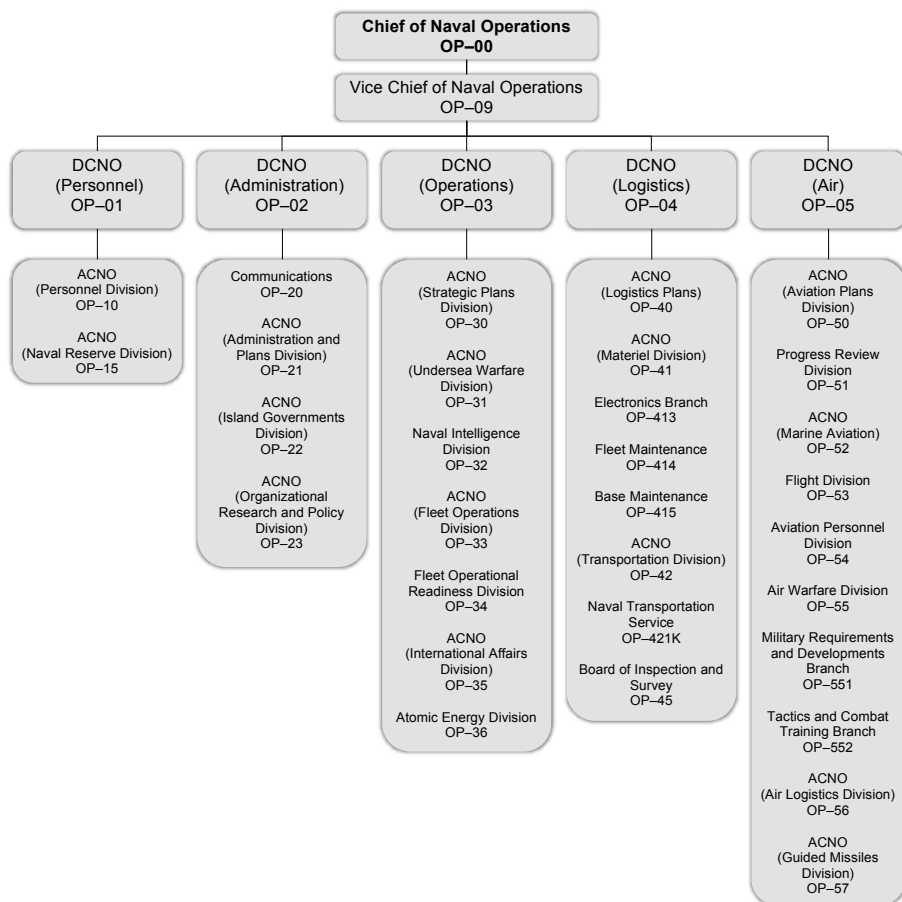 Chief of Naval Operations
OP–00
Vice Chief of Naval Operations
OP–09
DCNO
(Personnel)
OP–01
DCNO
(Administration)
OP–02
DCNO
(Operations)
OP–03
DCNO
(Logistics)
OP–04
DCNO
(Air)
OP–05
ACNO
(Personnel Division)
OP–10
ACNO
(Naval Reserve Division)
OP–15
Communications
OP–20
ACNO
(Administration and
Plans Division)
OP–21
ACNO
(Island Governments
Division)
OP–22
ACNO
(Organizational
Research and Policy
Division)
OP–23
ACNO
(Strategic Plans
Division)
OP–30
ACNO
(Undersea Warfare
Division)
OP–31
Naval Intelligence
Division
OP–32
ACNO
(Fleet Operations
Division)
OP–33
Fleet Operational
Readiness Division
OP–34
ACNO
(International Affairs
Division)
OP–35
Atomic Energy Division
OP–36
ACNO
(Logistics Plans)
OP–40
ACNO
(Materiel Division)
OP–41
Electronics Branch
OP–413
Fleet Maintenance
OP–414
Base Maintenance
OP–415
ACNO
(Transportation Division)
OP–42
Naval Transportation
Service
OP–421K
Board of Inspection and
Survey
OP–45
ACNO
(Aviation Plans
Division)
OP–50
Progress Review
Division
OP–51
ACNO
(Marine Aviation)
OP–52
Flight Division
OP–53
Aviation Personnel
Division
OP–54
Air Warfare Division
OP–55
Military Requirements
and Developments
Branch
OP–551
Tactics and Combat
Training Branch
OP–552
ACNO
(Air Logistics Division)
OP–56
ACNO
(Guided Missiles
Division)
OP–57